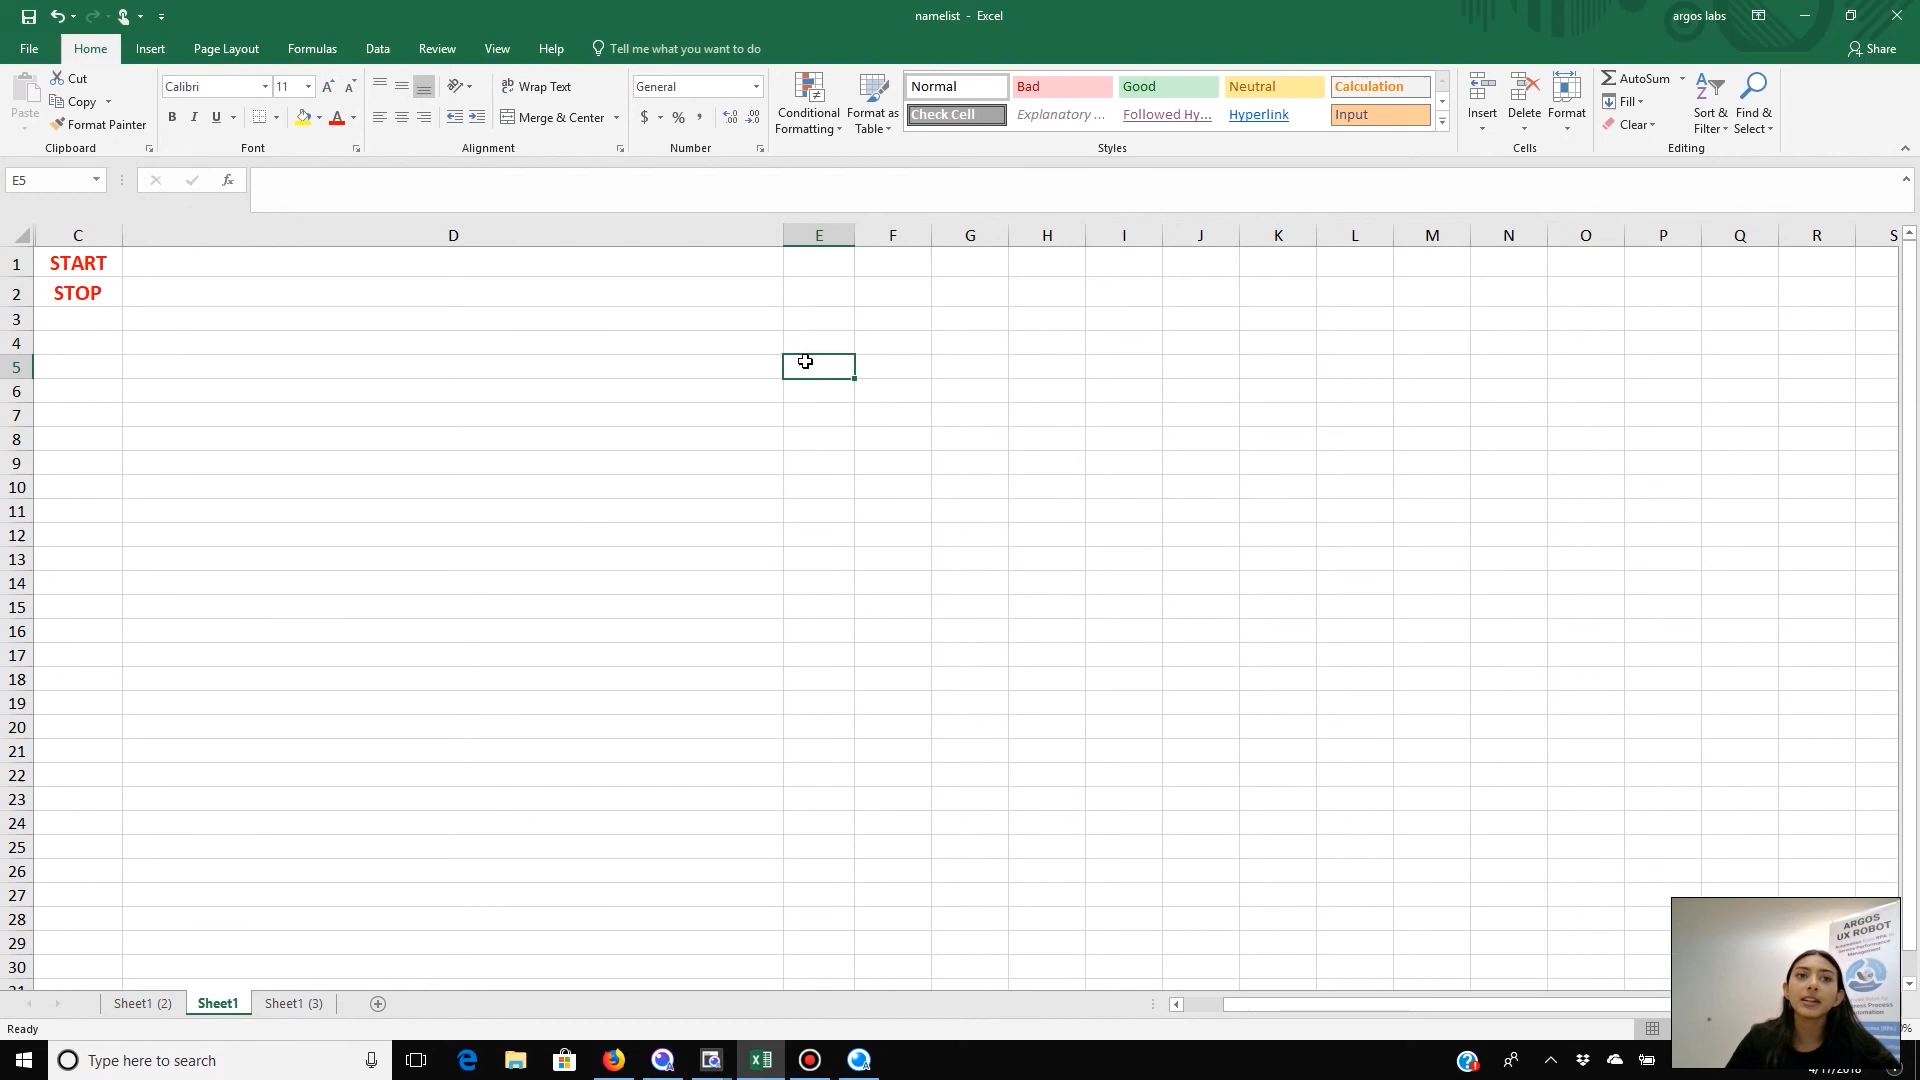 namelist - Excel
argos labs
File Home Insert Page Layout Formulas Data Review View Help Tell me what you want to do Share
Paste
Cut
Copy
Format Painter
Clipboard
Calibri 11
B I U
Font
Wrap Text
Merge & Center
Alignment
General
$ % ,
Number
Conditional Formatting
Format as Table
Normal Bad Good Neutral Calculation
Check Cell Explanatory ... Followed Hy... Hyperlink Input
Styles
Insert Delete Format
Cells
AutoSum
Fill
Clear
Sort & Filter
Find & Select
Editing
E5 fx
C D E F G H I J K L M N O P Q R S
1 START
2 STOP
3
4
5
6
7
8
9
10
11
12
13
14
15
16
17
18
19
20
21
22
23
24
25
26
27
28
29
30
ARGOS
UX ROBOT
Sheet1 (2) Sheet1 Sheet1 (3)
Ready
Type here to search
4/17/2018